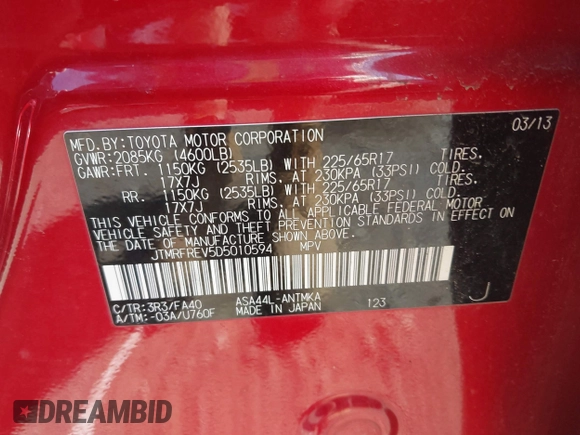 MFD.BY:TOYOTA MOTOR CORPORATION 03/13
GVWR:2085KG (4600LB)
GAWR:FRT. 1150KG (2535LB) WITH 225/65R17 TIRES.
17X7J RIMS.AT 230KPA (33PSI) COLD.
RR. 1150KG (2535LB) WITH 225/65R17 TIRES.
17X7J RIMS.AT 230KPA (33PSI) COLD.
THIS VEHICLE CONFORMS TO ALL APPLICABLE FEDERAL MOTOR
VEHICLE SAFETY AND THEFT PREVENTION STANDARDS IN EFFECT
ON THE DATE OF MANUFACTURE SHOWN ABOVE.
JTMRFREV5D5010594 MPV
C/TR:3R3/FA40 ASA44L-ANTMKA 123 J
A/TM:-03A/U760F MADE IN JAPAN
DREAMBID